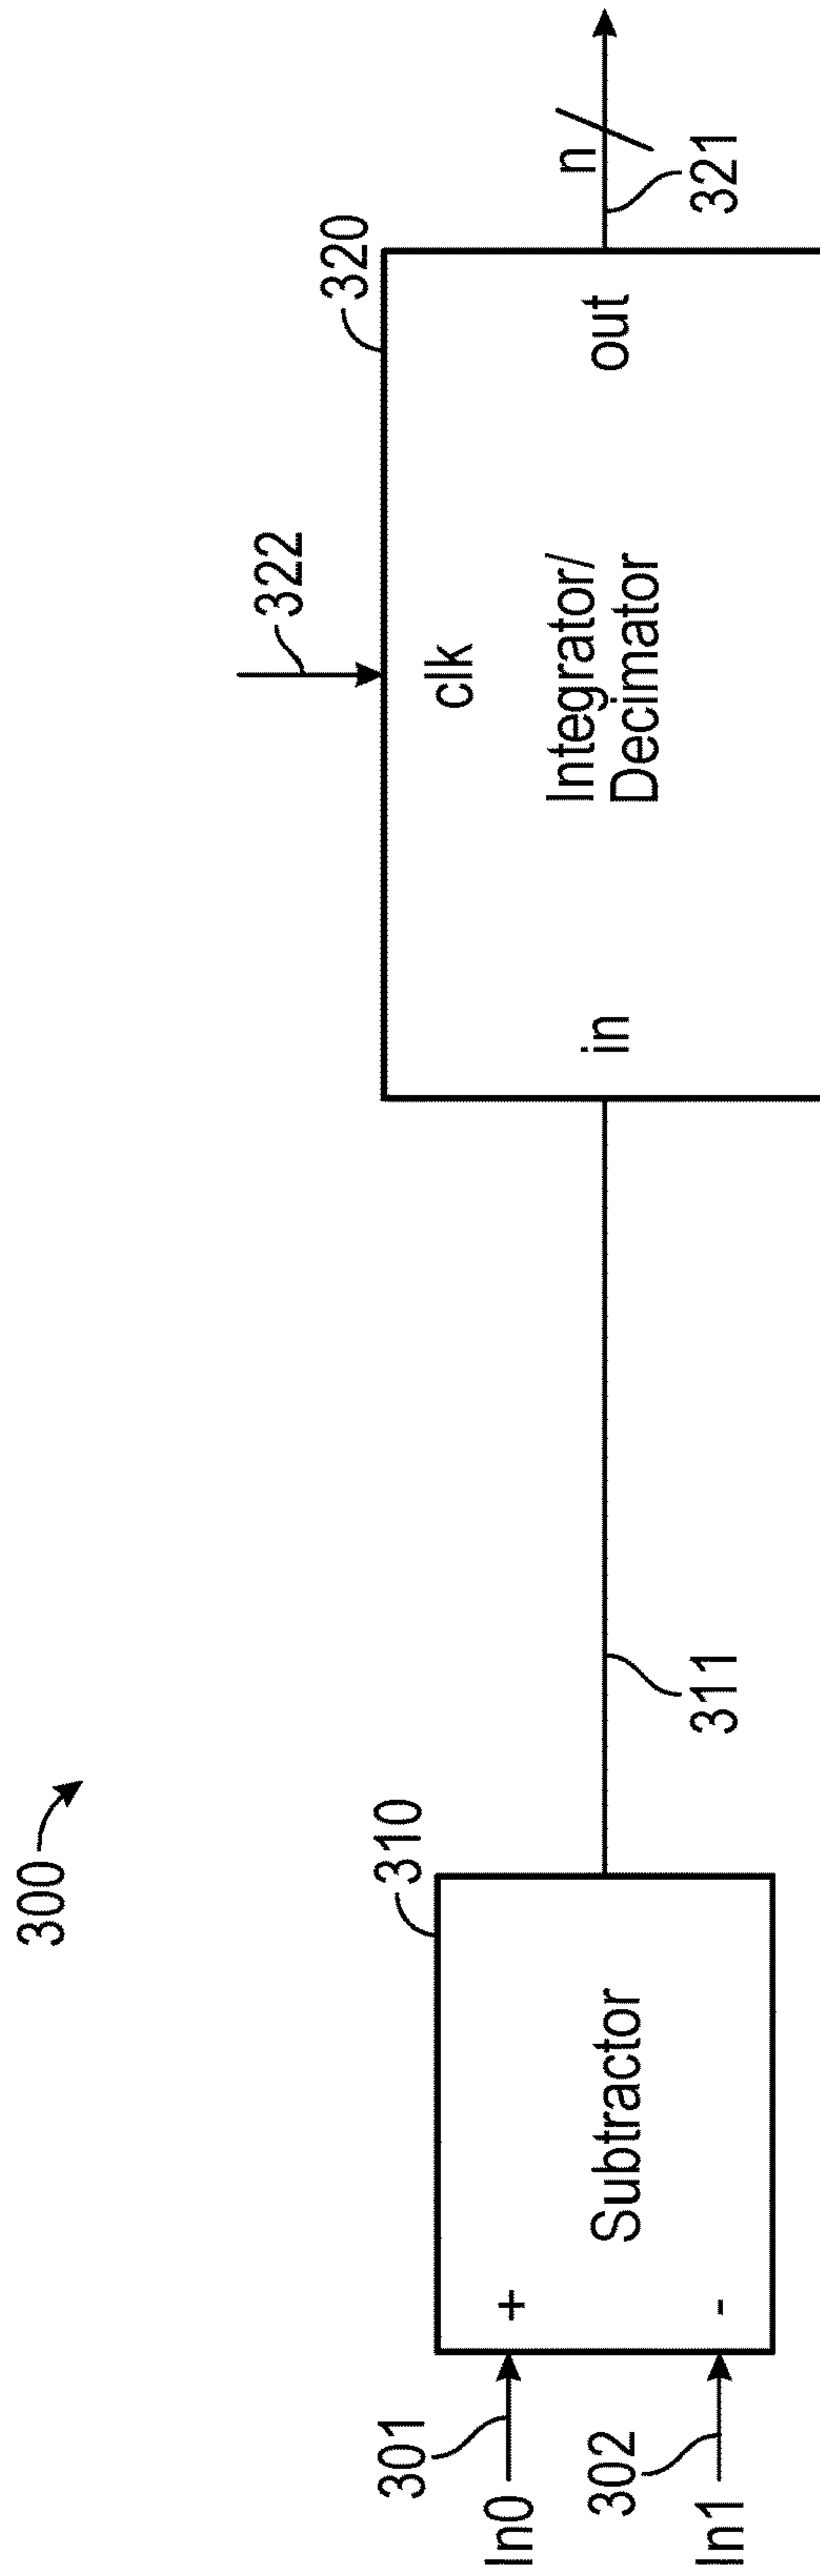 300
In0
301
In1
302
+
-
Subtractor
310
311
in
Integrator/
Decimator
clk
322
320
out
n
321